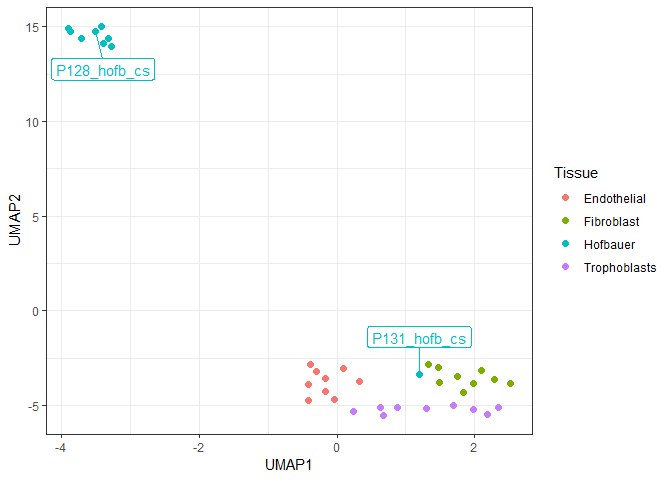 15
10
5
0
-5
-4
-2
0
2
UMAP1
UMAP2
P128_hofb_cs
P131_hofb_cs
Tissue
Endothelial
Fibroblast
Hofbauer
Trophoblasts